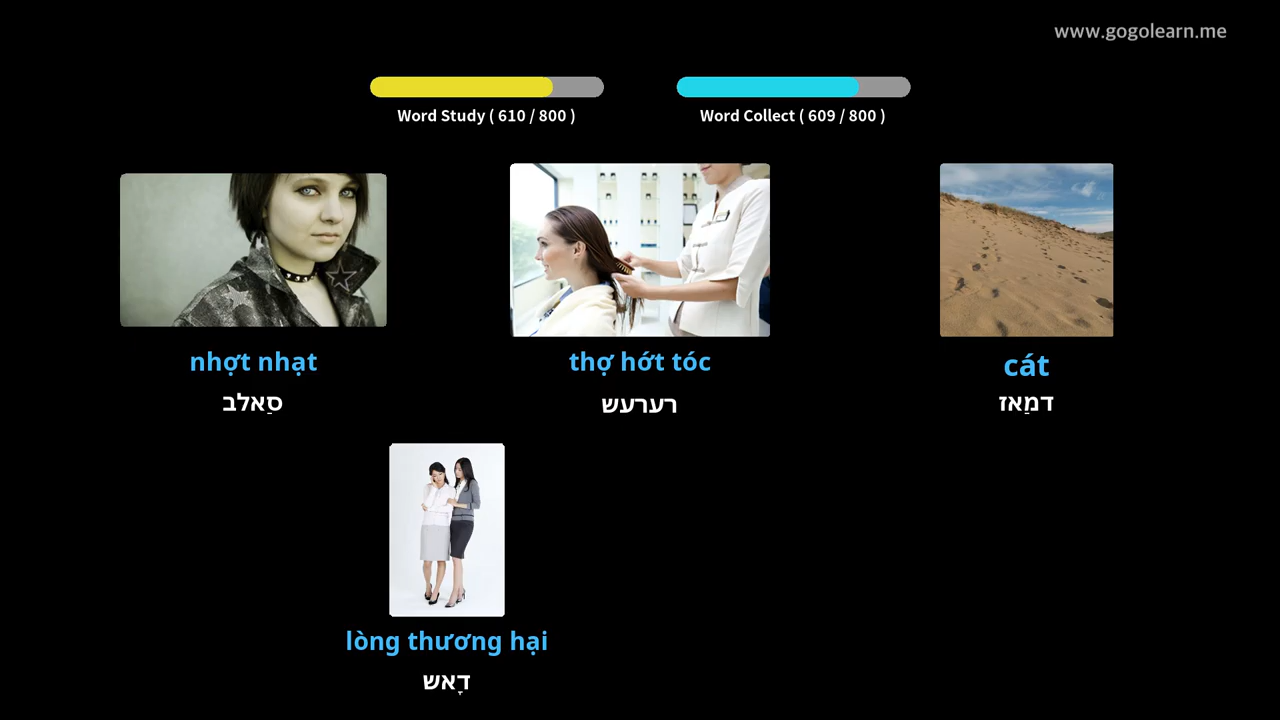 www.gogolearn.me
Word Study ( 610 / 800 )
Word Collect ( 609 / 800 )
nhợt nhạt
סַאלב
thợ hớt tóc
רערעש
cát
דמַאז
lòng thương hại
דָאש